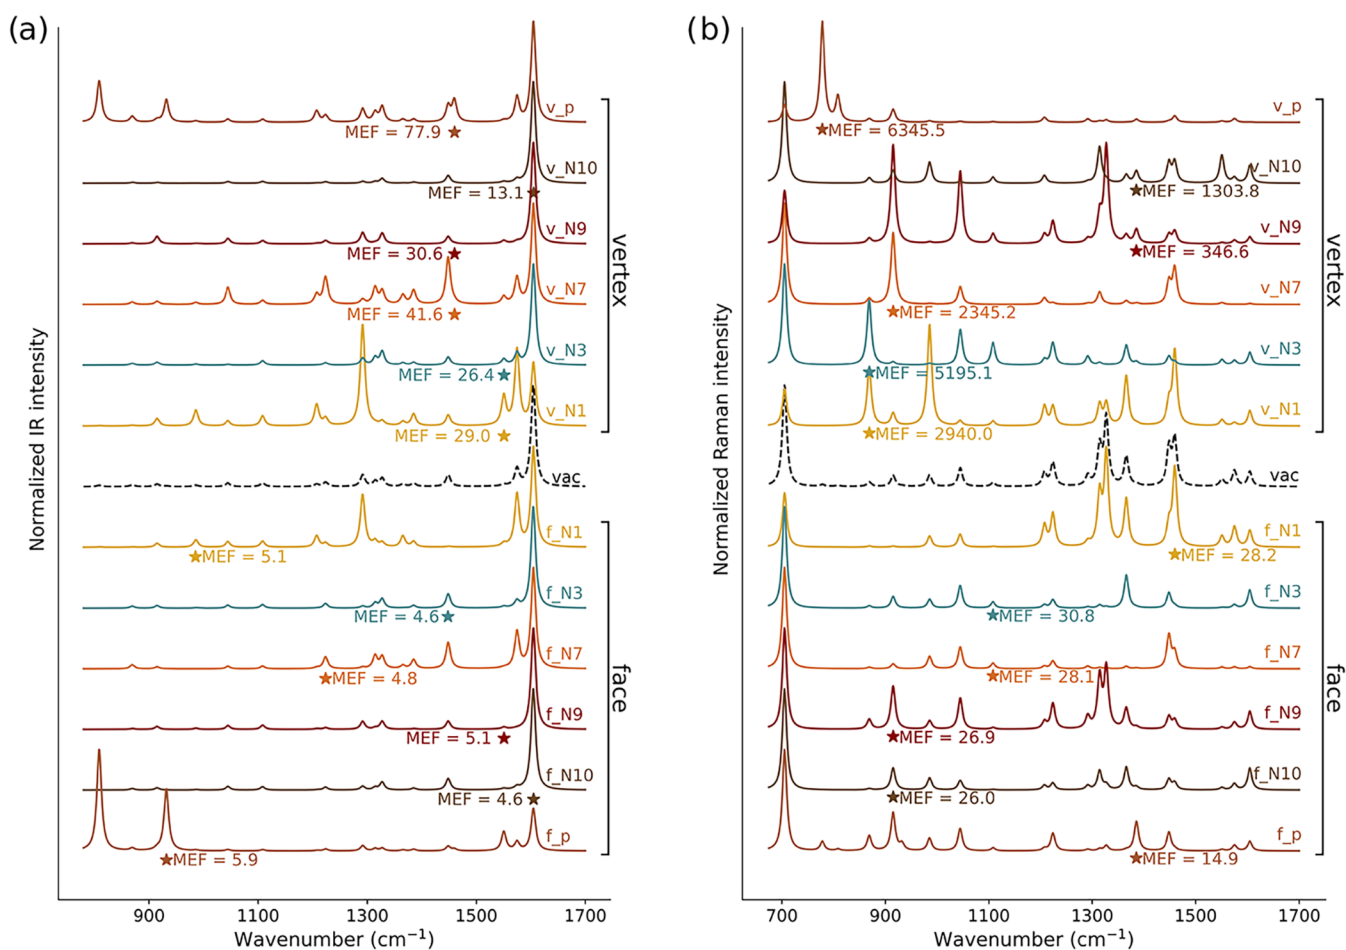 (a)
Normalized IR intensity
v_p
MEF = 77.9
v_N10
MEF = 13.1
v_N9
MEF = 30.6
v_N7
MEF = 41.6
v_N3
MEF = 26.4
v_N1
MEF = 29.0
vac
f_N1
MEF = 5.1
f_N3
MEF = 4.6
f_N7
MEF = 4.8
f_N9
MEF = 5.1
f_N10
MEF = 4.6
f_p
MEF = 5.9
vertex
face
900 1100 1300 1500 1700
Wavenumber (cm⁻¹)
(b)
Normalized Raman intensity
v_p
MEF = 6345.5
v_N10
MEF = 1303.8
v_N9
MEF = 346.6
v_N7
MEF = 2345.2
v_N3
MEF = 5195.1
v_N1
MEF = 2940.0
vac
f_N1
MEF = 28.2
f_N3
MEF = 30.8
f_N7
MEF = 28.1
f_N9
MEF = 26.9
f_N10
MEF = 26.0
f_p
MEF = 14.9
vertex
face
700 900 1100 1300 1500 1700
Wavenumber (cm⁻¹)